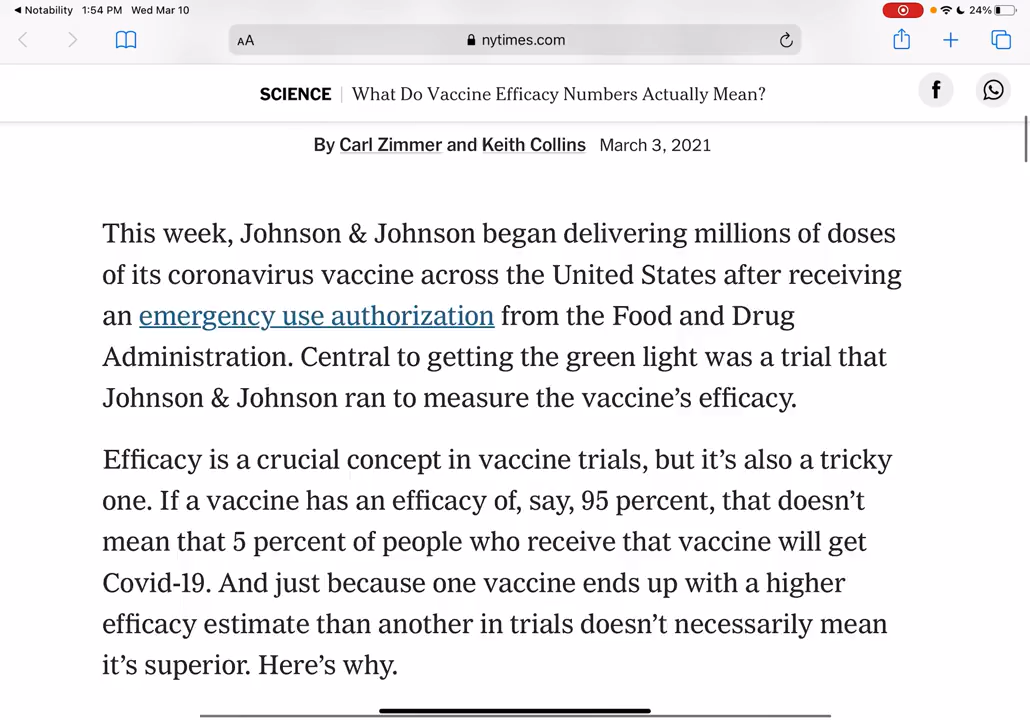 ◀ Notability 1:54 PM Wed Mar 10 24%
AA nytimes.com
SCIENCE | What Do Vaccine Efficacy Numbers Actually Mean? f
By Carl Zimmer and Keith Collins March 3, 2021
This week, Johnson & Johnson began delivering millions of doses
of its coronavirus vaccine across the United States after receiving
an emergency use authorization from the Food and Drug
Administration. Central to getting the green light was a trial that
Johnson & Johnson ran to measure the vaccine’s efficacy.
Efficacy is a crucial concept in vaccine trials, but it’s also a tricky
one. If a vaccine has an efficacy of, say, 95 percent, that doesn’t
mean that 5 percent of people who receive that vaccine will get
Covid-19. And just because one vaccine ends up with a higher
efficacy estimate than another in trials doesn’t necessarily mean
it’s superior. Here’s why.